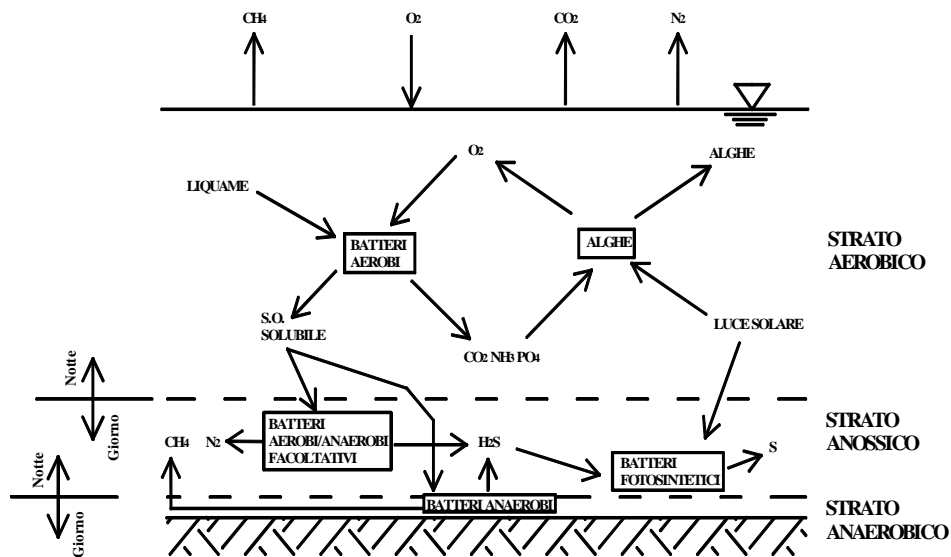 CH4
O2
CO2
N2
O2
ALGHE
LIQUAME
BATTERI
AEROBI
ALGHE
STRATO
AEROBICO
S.O.
SOLUBILE
LUCE SOLARE
CO2 NH3 PO4
Notte
Giorno
CH4
N2
BATTERI
AEROBI/ANAEROBI
FACOLTATIVI
H2S
BATTERI
FOTOSINTETICI
S
STRATO
ANOSSICO
Notte
Giorno
BATTERI ANAEROBI
STRATO
ANAEROBICO